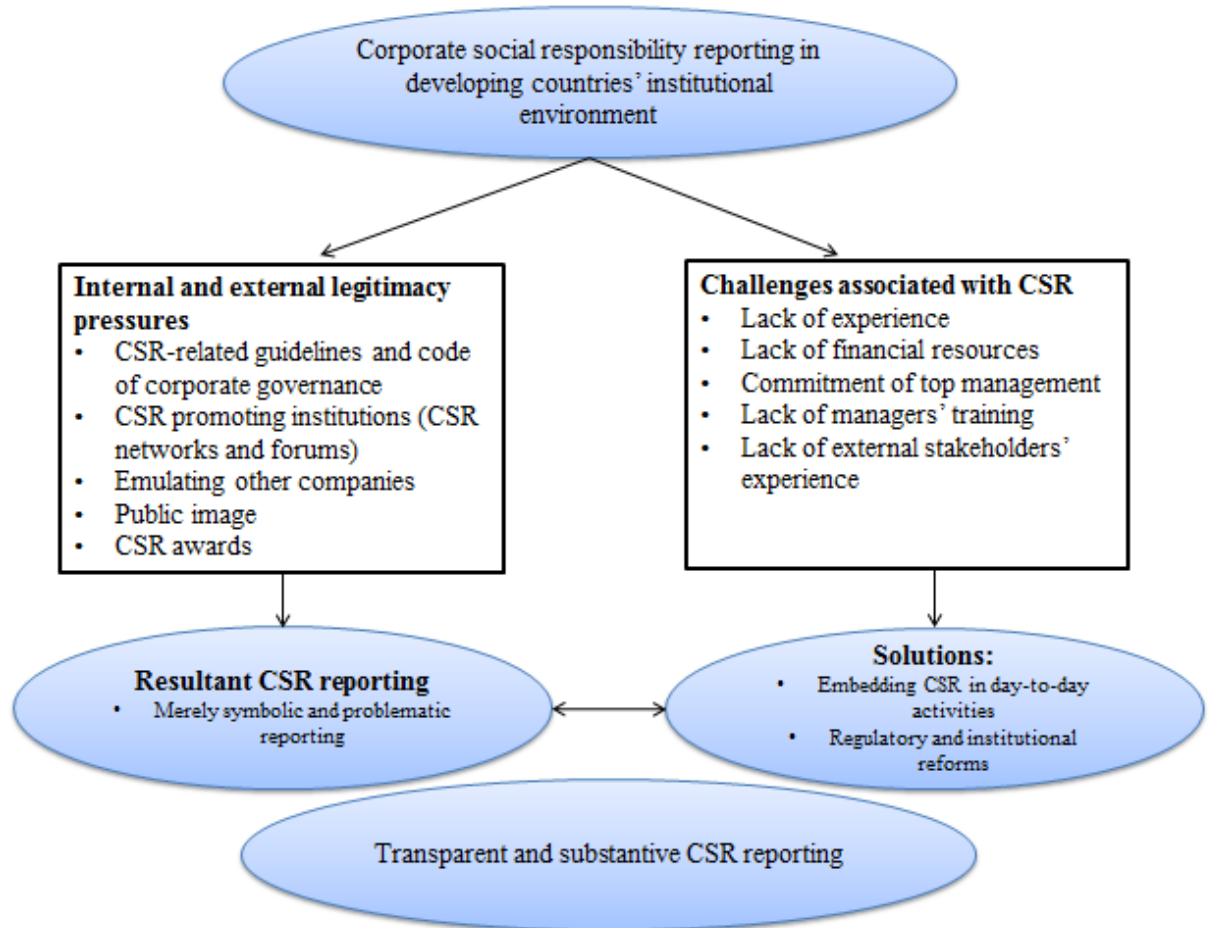 Corporate social responsibility reporting in
developing countries’ institutional
environment
Internal and external legitimacy
pressures
• CSR-related guidelines and code
of corporate governance
• CSR promoting institutions (CSR
networks and forums)
• Emulating other companies
• Public image
• CSR awards
Challenges associated with CSR
• Lack of experience
• Lack of financial resources
• Commitment of top management
• Lack of managers’ training
• Lack of external stakeholders’
experience
Resultant CSR reporting
• Merely symbolic and problematic
reporting
Solutions:
• Embedding CSR in day-to-day
activities
• Regulatory and institutional
reforms
Transparent and substantive CSR reporting